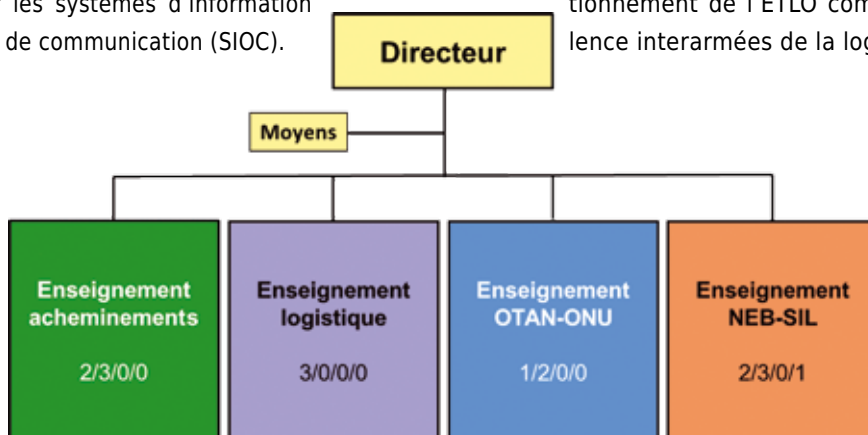 les systèmes d'information
de communication (SIOC).
tionnement de l'ETLO com
lence interarmées de la log
Directeur
Moyens
Enseignement
acheminements
2/3/0/0
Enseignement
logistique
3/0/0/0
Enseignement
OTAN-ONU
1/2/0/0
Enseignement
NEB-SIL
2/3/0/1